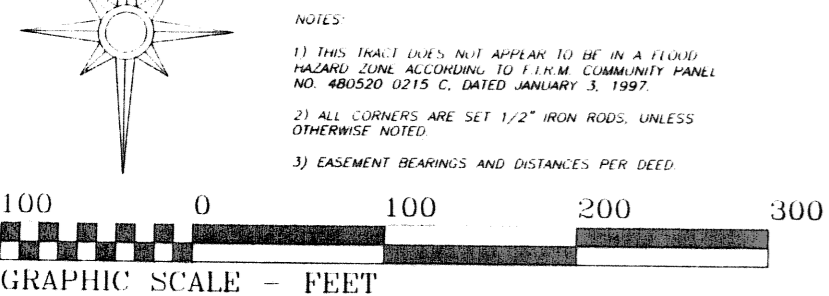 NOTES:
1) THIS TRACT DOES NOT APPEAR TO BE IN A FLOOD
HAZARD ZONE ACCORDING TO F.I.R.M. COMMUNITY PANEL
NO. 480520 0215 C, DATED JANUARY 3, 1997.
2) ALL CORNERS ARE SET 1/2" IRON RODS, UNLESS
OTHERWISE NOTED.
3) EASEMENT BEARINGS AND DISTANCES PER DEED.
100 0 100 200 300
GRAPHIC SCALE - FEET